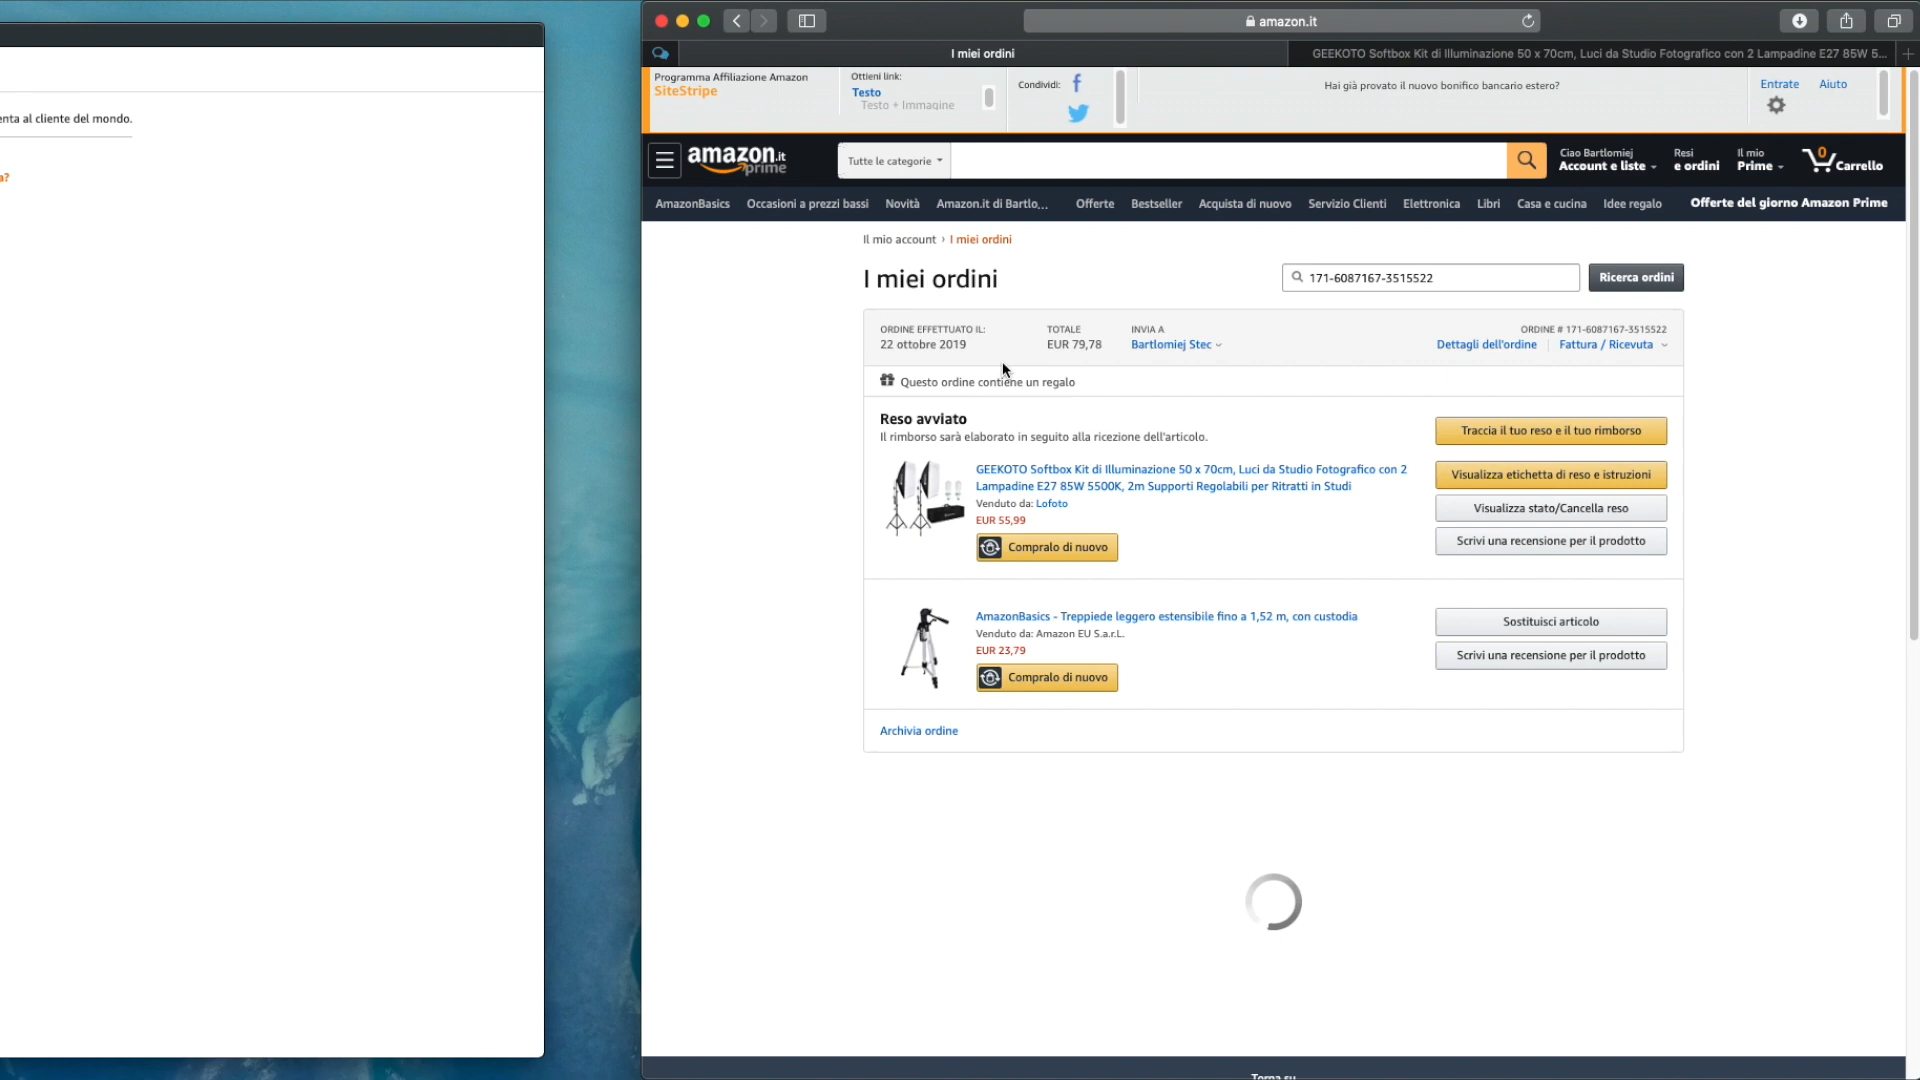 enta al cliente del mondo.
a?
amazon.it
I miei ordini
GEEKOTO Softbox Kit di Illuminazione 50 x 70cm, Luci da Studio Fotografico con 2 Lampadine E27 85W 5...
Programma Affiliazione Amazon
SiteStripe
Ottieni link:
Testo
Testo + Immagine
Condividi:
Hai già provato il nuovo bonifico bancario estero?
Entrate
Aiuto
amazon.it
prime
Tutte le categorie
Ciao Bartlomiej
Account e liste
Resi
e ordini
Il mio
Prime
0
Carrello
AmazonBasics
Occasioni a prezzi bassi
Novità
Amazon.it di Bartlo...
Offerte
Bestseller
Acquista di nuovo
Servizio Clienti
Elettronica
Libri
Casa e cucina
Idee regalo
Offerte del giorno Amazon Prime
Il mio account › I miei ordini
I miei ordini
171-6087167-3515522
Ricerca ordini
ORDINE EFFETTUATO IL:
22 ottobre 2019
TOTALE
EUR 79,78
INVIA A
Bartlomiej Stec
ORDINE # 171-6087167-3515522
Dettagli dell'ordine
Fattura / Ricevuta
Questo ordine contiene un regalo
Reso avviato
Il rimborso sarà elaborato in seguito alla ricezione dell'articolo.
GEEKOTO Softbox Kit di Illuminazione 50 x 70cm, Luci da Studio Fotografico con 2
Lampadine E27 85W 5500K, 2m Supporti Regolabili per Ritratti in Studi
Venduto da: Lofoto
EUR 55,99
Compralo di nuovo
Traccia il tuo reso e il tuo rimborso
Visualizza etichetta di reso e istruzioni
Visualizza stato/Cancella reso
Scrivi una recensione per il prodotto
AmazonBasics - Treppiede leggero estensibile fino a 1,52 m, con custodia
Venduto da: Amazon EU S.a.r.L.
EUR 23,79
Compralo di nuovo
Sostituisci articolo
Scrivi una recensione per il prodotto
Archivia ordine
Torna su